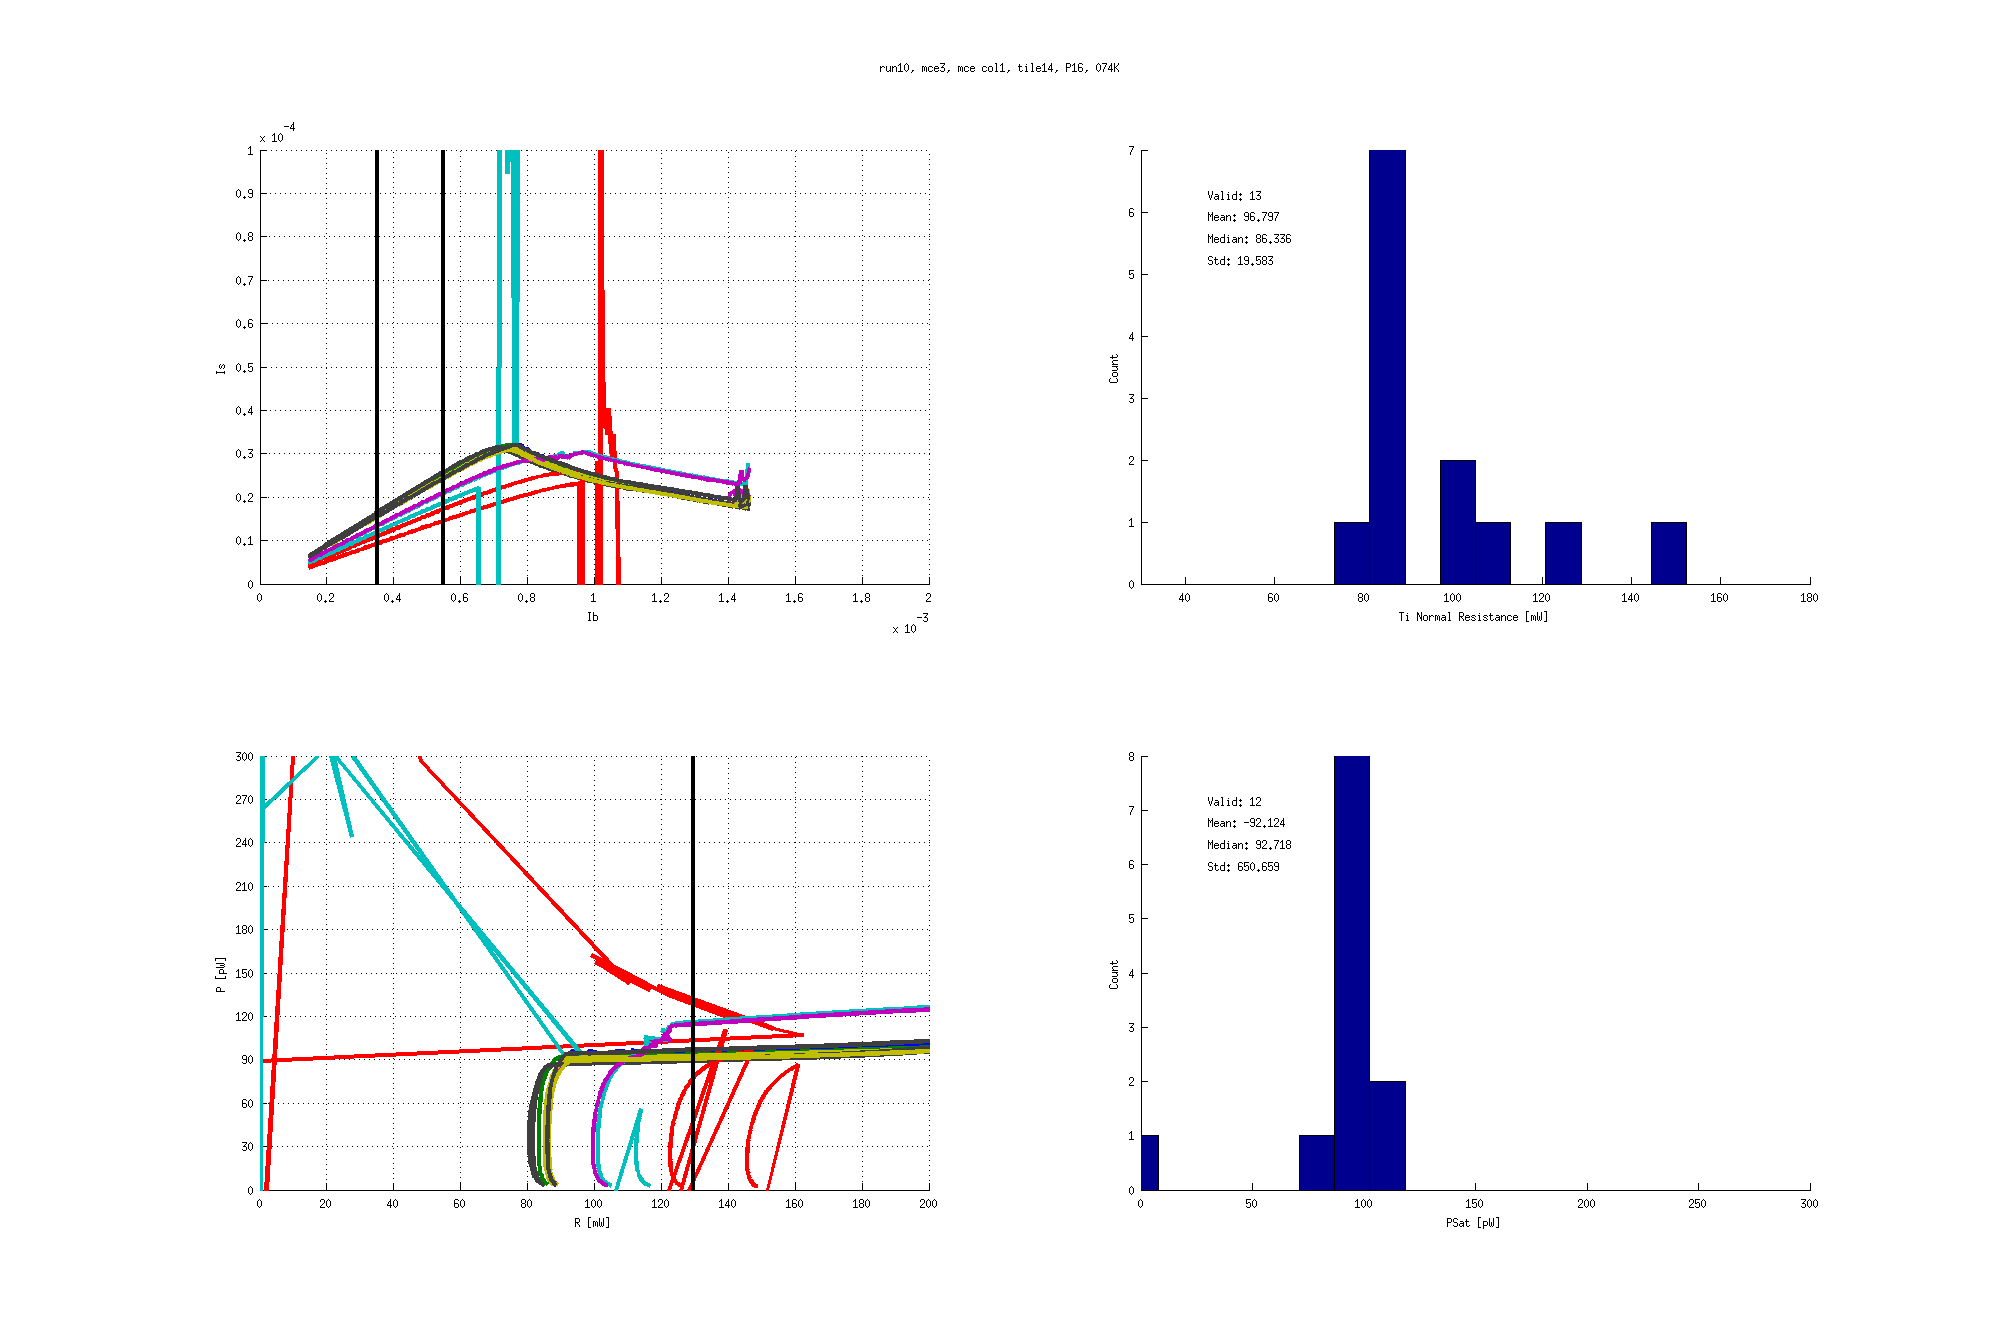 run10, mce3, mce col1, tile14, P16, 074K
x 10^-4
1
0.9
0.8
0.7
0.6
0.5
0.4
0.3
0.2
0.1
0
Is
0 0.2 0.4 0.6 0.8 1 1.2 1.4 1.6 1.8 2
Ib
x 10^-3
7
6
5
4
3
2
1
0
Count
Valid: 13
Mean: 96.797
Median: 86.336
Std: 19.583
40 60 80 100 120 140 160 180
Ti Normal Resistance [mW]
300
270
240
210
180
150
120
90
60
30
0
P [pW]
0 20 40 60 80 100 120 140 160 180 200
R [mW]
8
7
6
5
4
3
2
1
0
Count
Valid: 12
Mean: -92.124
Median: 92.718
Std: 650.659
0 50 100 150 200 250 300
PSat [pW]